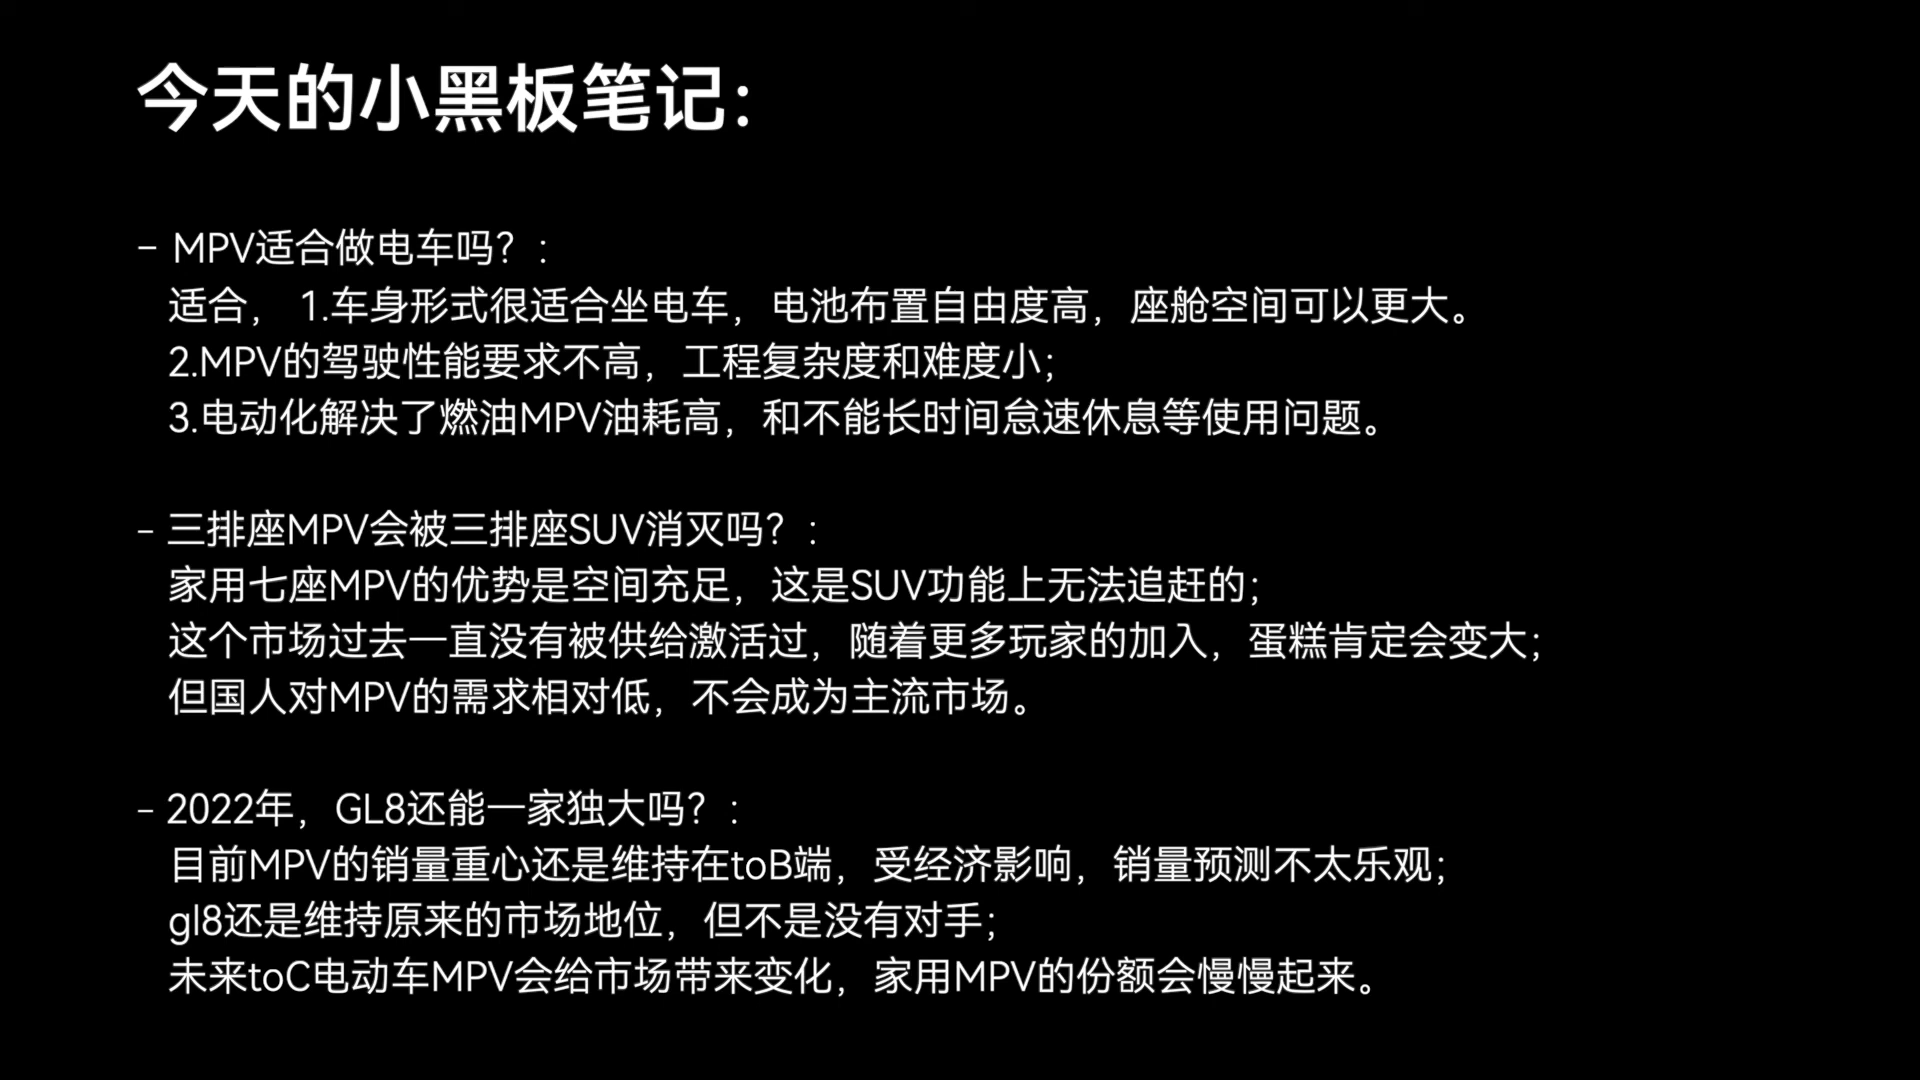 今天的小黑板笔记：
– MPV适合做电车吗？：
适合， 1.车身形式很适合坐电车，电池布置自由度高，座舱空间可以更大。
2.MPV的驾驶性能要求不高，工程复杂度和难度小；
3.电动化解决了燃油MPV油耗高，和不能长时间怠速休息等使用问题。
– 三排座MPV会被三排座SUV消灭吗？：
家用七座MPV的优势是空间充足，这是SUV功能上无法追赶的；
这个市场过去一直没有被供给激活过，随着更多玩家的加入，蛋糕肯定会变大；
但国人对MPV的需求相对低，不会成为主流市场。
– 2022年，GL8还能一家独大吗？：
目前MPV的销量重心还是维持在toB端，受经济影响，销量预测不太乐观；
gl8还是维持原来的市场地位，但不是没有对手；
未来toC电动车MPV会给市场带来变化，家用MPV的份额会慢慢起来。